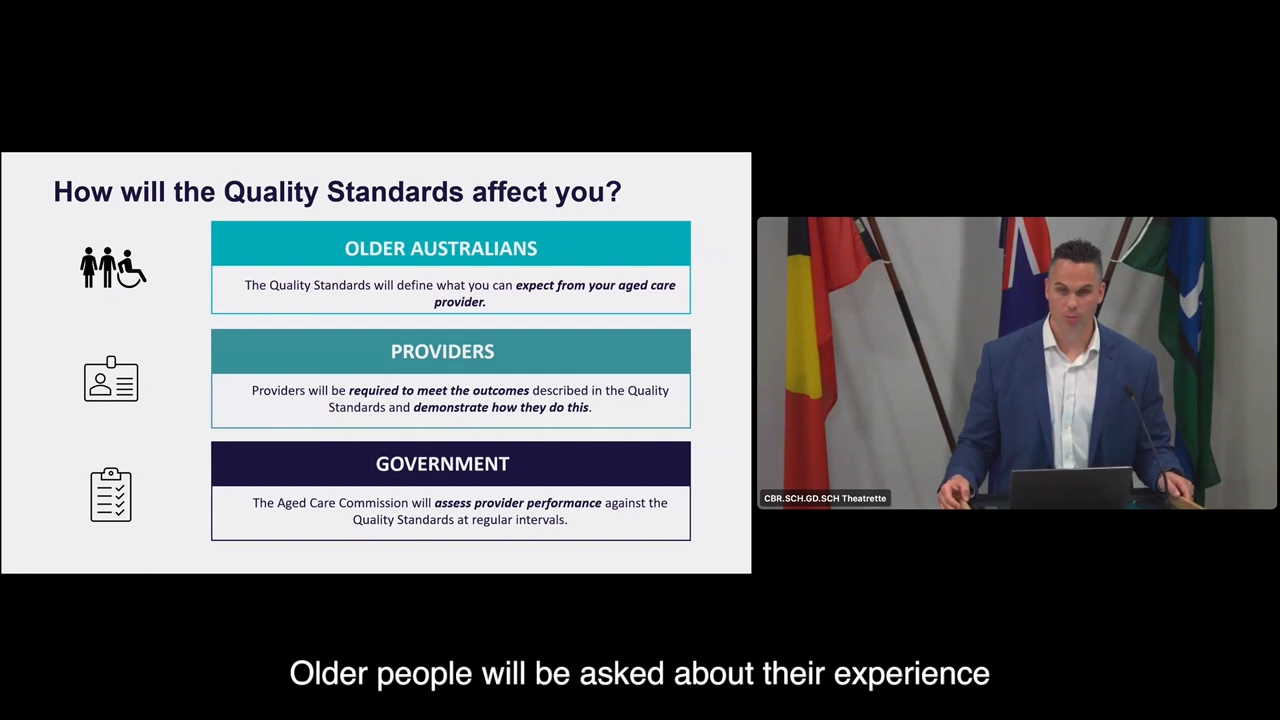 How will the Quality Standards affect you?
OLDER AUSTRALIANS
The Quality Standards will define what you can expect from your aged care
provider.
PROVIDERS
Providers will be required to meet the outcomes described in the Quality
Standards and demonstrate how they do this.
GOVERNMENT
The Aged Care Commission will assess provider performance against the
Quality Standards at regular intervals.
CBR.SCH.GD.SCH Theatrette
Older people will be asked about their experience